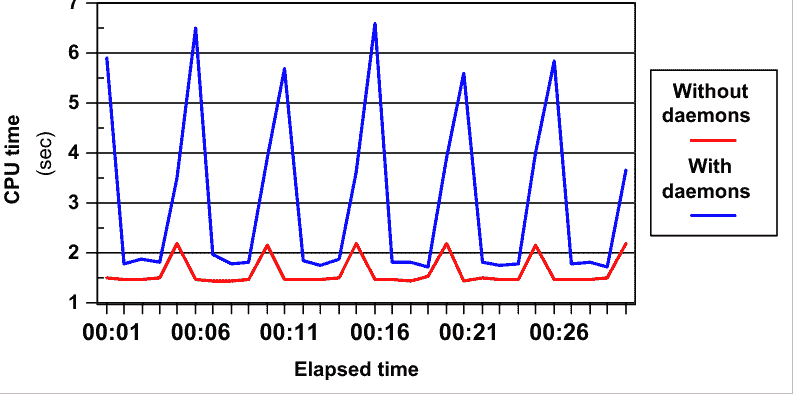 7
6
5
4
3
2
1
CPU time
(sec)
00:01 00:06 00:11 00:16 00:21 00:26
Elapsed time
Without
daemons
With
daemons